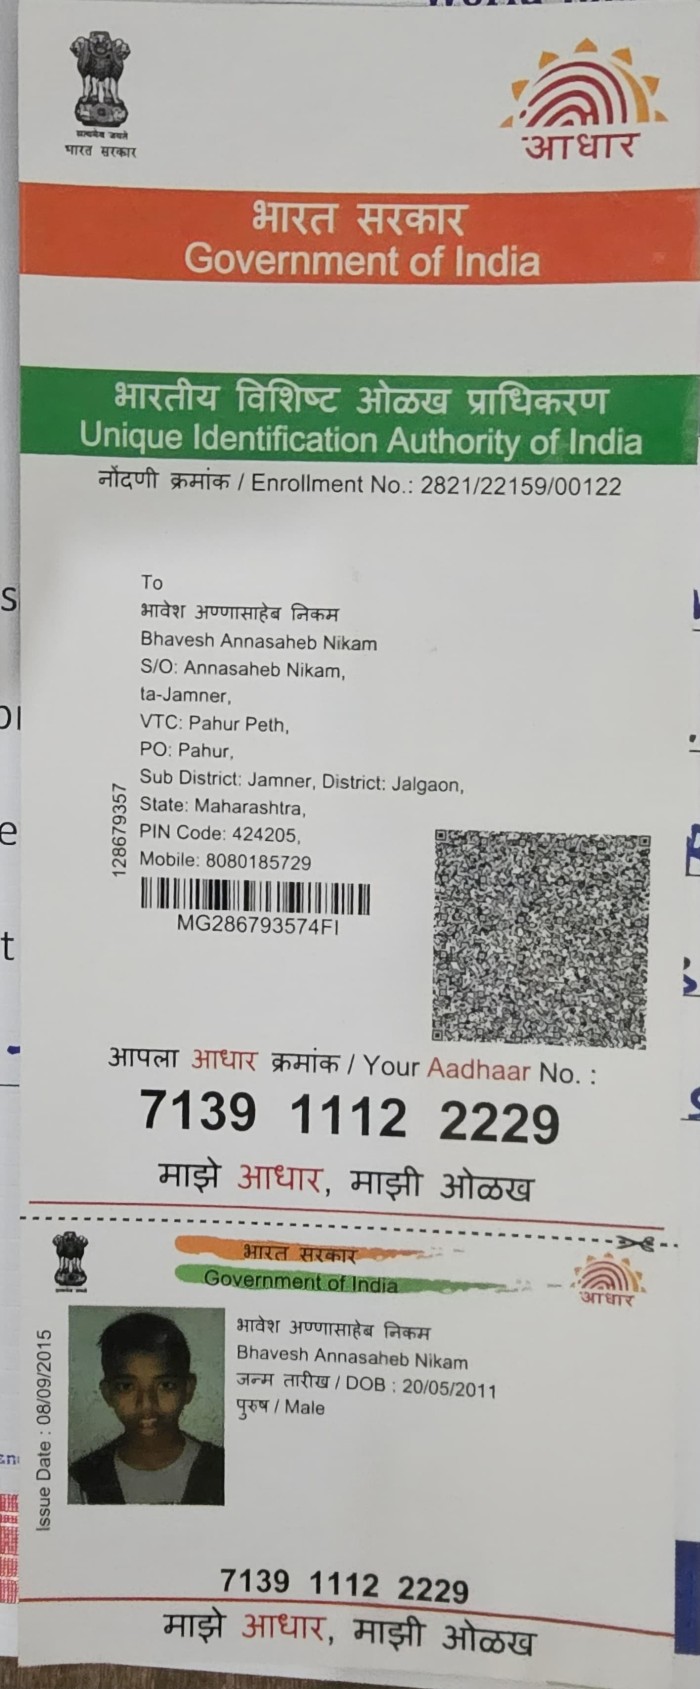 सत्यमेव जयते
भारत सरकार
आधार
भारत सरकार
Government of India
भारतीय विशिष्ट ओळख प्राधिकरण
Unique Identification Authority of India
नोंदणी क्रमांक / Enrollment No.: 2821/22159/00122
To
भावेश अण्णासाहेब निकम
Bhavesh Annasaheb Nikam
S/O: Annasaheb Nikam,
ta-Jamner,
VTC: Pahur Peth,
PO: Pahur,
Sub District: Jamner, District: Jalgaon,
State: Maharashtra,
PIN Code: 424205,
Mobile: 8080185729
128679357
MG286793574FI
आपला आधार क्रमांक / Your Aadhaar No. :
7139 1112 2229
माझे आधार, माझी ओळख
भारत सरकार
Government of India
आधार
भावेश अण्णासाहेब निकम
Bhavesh Annasaheb Nikam
जन्म तारीख / DOB : 20/05/2011
पुरुष / Male
Issue Date : 08/09/2015
7139 1112 2229
माझे आधार, माझी ओळख